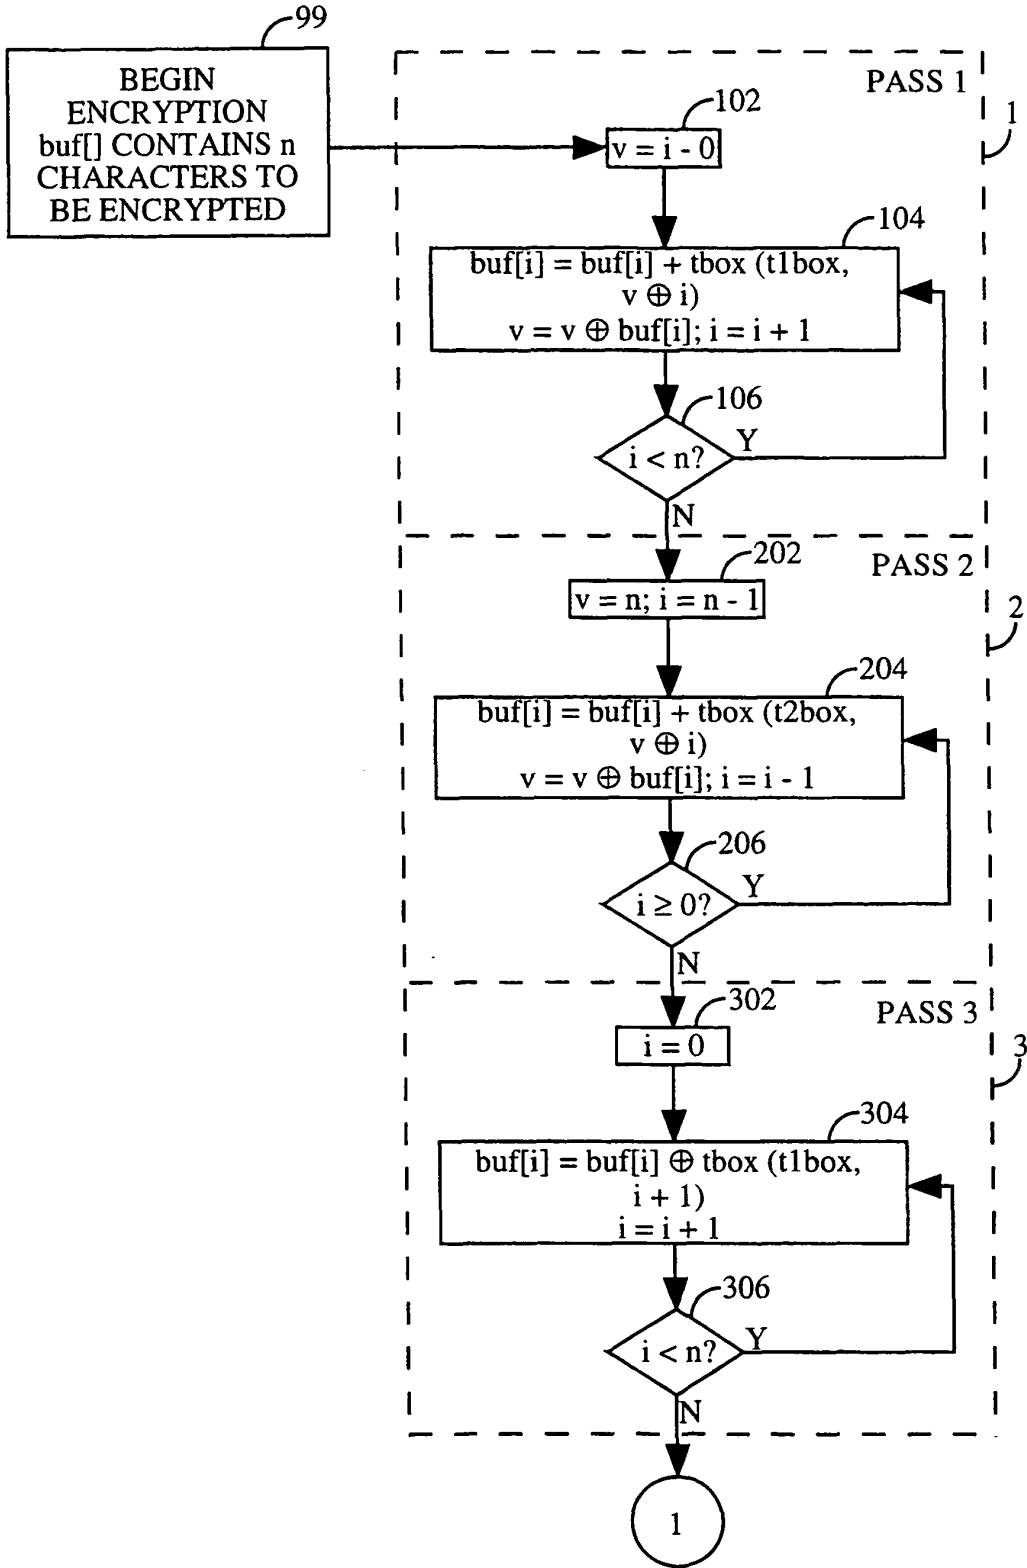 99
BEGIN
ENCRYPTION
buf[] CONTAINS n
CHARACTERS TO
BE ENCRYPTED
PASS 1
1
102
v = i - 0
104
buf[i] = buf[i] + tbox (t1box,
v ⊕ i)
v = v ⊕ buf[i]; i = i + 1
106
i < n?
Y
N
PASS 2
2
202
v = n; i = n - 1
204
buf[i] = buf[i] + tbox (t2box,
v ⊕ i)
v = v ⊕ buf[i]; i = i - 1
206
i ≥ 0?
Y
N
PASS 3
3
302
i = 0
304
buf[i] = buf[i] ⊕ tbox (t1box,
i + 1)
i = i + 1
306
i < n?
Y
N
1